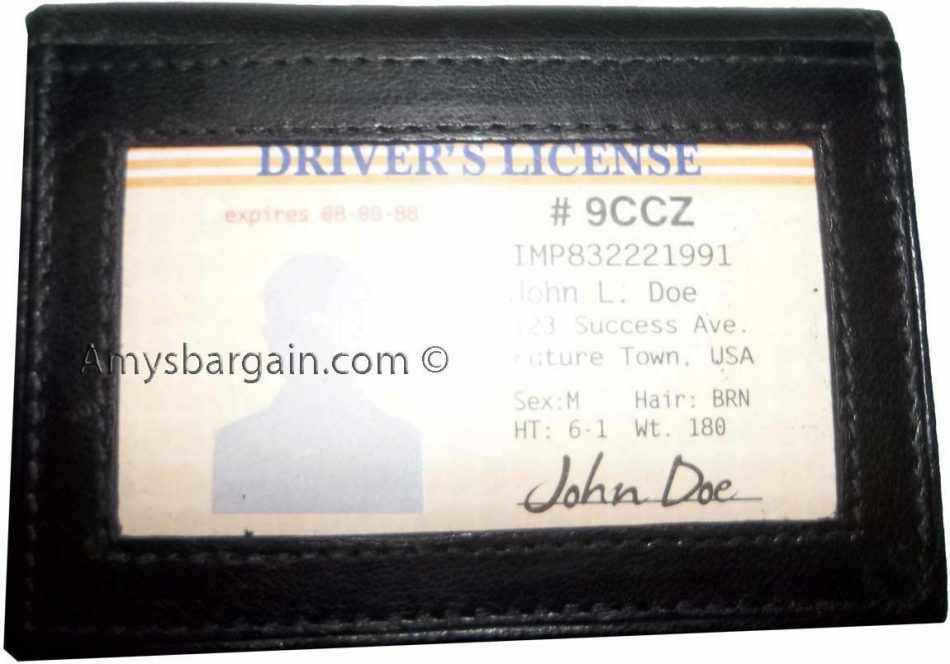 DRIVER'S LICENSE
expires 08-08-88
# 9CCZ
IMP832221991
John L. Doe
123 Success Ave.
Future Town, USA
Amysbargain.com ©
Sex:M Hair: BRN
HT: 6-1 Wt. 180
John Doe